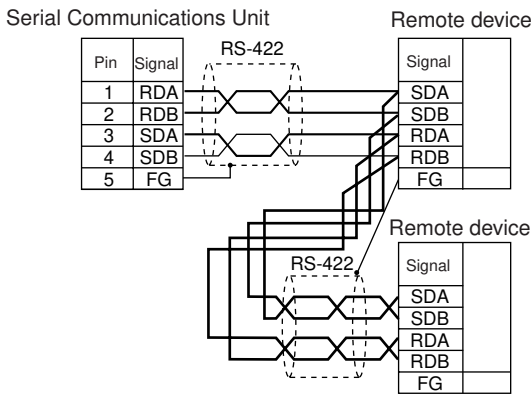 Serial Communications Unit
Remote device
RS-422
Pin Signal
1 RDA
2 RDB
3 SDA
4 SDB
5 FG
Signal
SDA
SDB
RDA
RDB
FG
Remote device
RS-422
Signal
SDA
SDB
RDA
RDB
FG